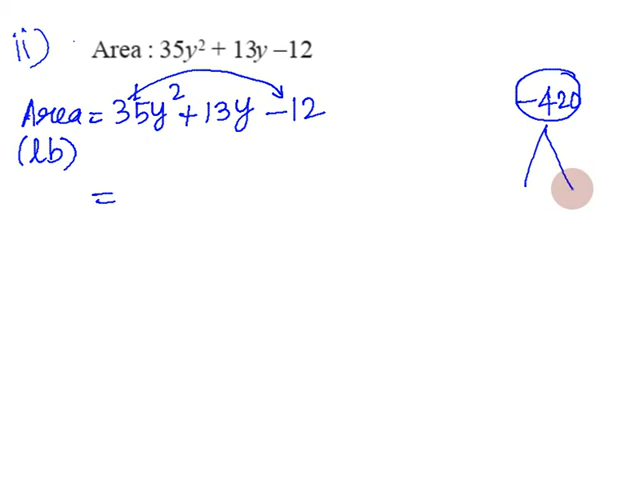 ii) Area : 35y² + 13y –12
Area = 35y² + 13y – 12
(lb)
=
–420